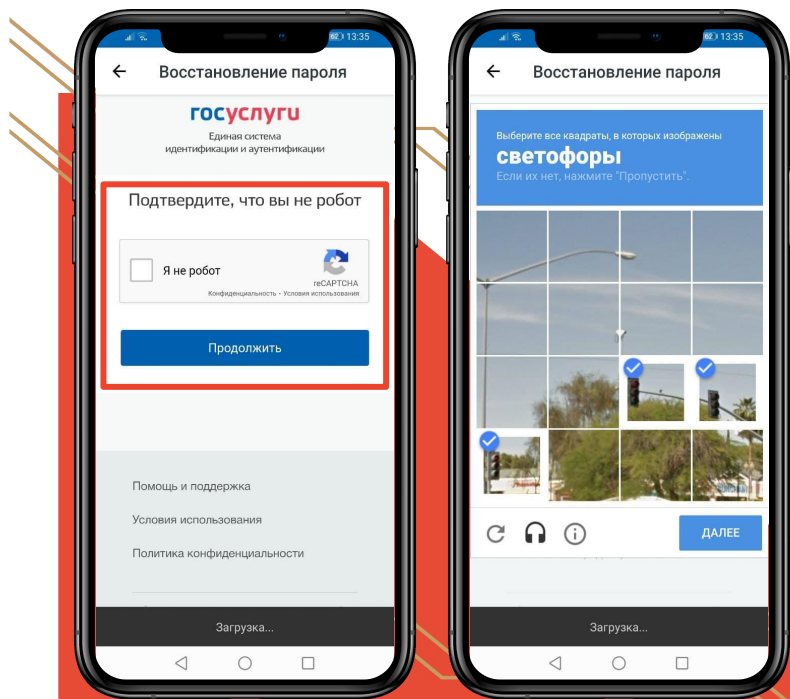 62 13:35
Восстановление пароля
госуслуги
Единая система
идентификации и аутентификации
Подтвердите, что вы не робот
Я не робот
reCAPTCHA
Конфиденциальность - Условия использования
Продолжить
Помощь и поддержка
Условия использования
Политика конфиденциальности
Загрузка...
62 13:35
Восстановление пароля
Выберите все квадраты, в которых изображены
светофоры
Если их нет, нажмите "Пропустить".
ДАЛЕЕ
Загрузка...